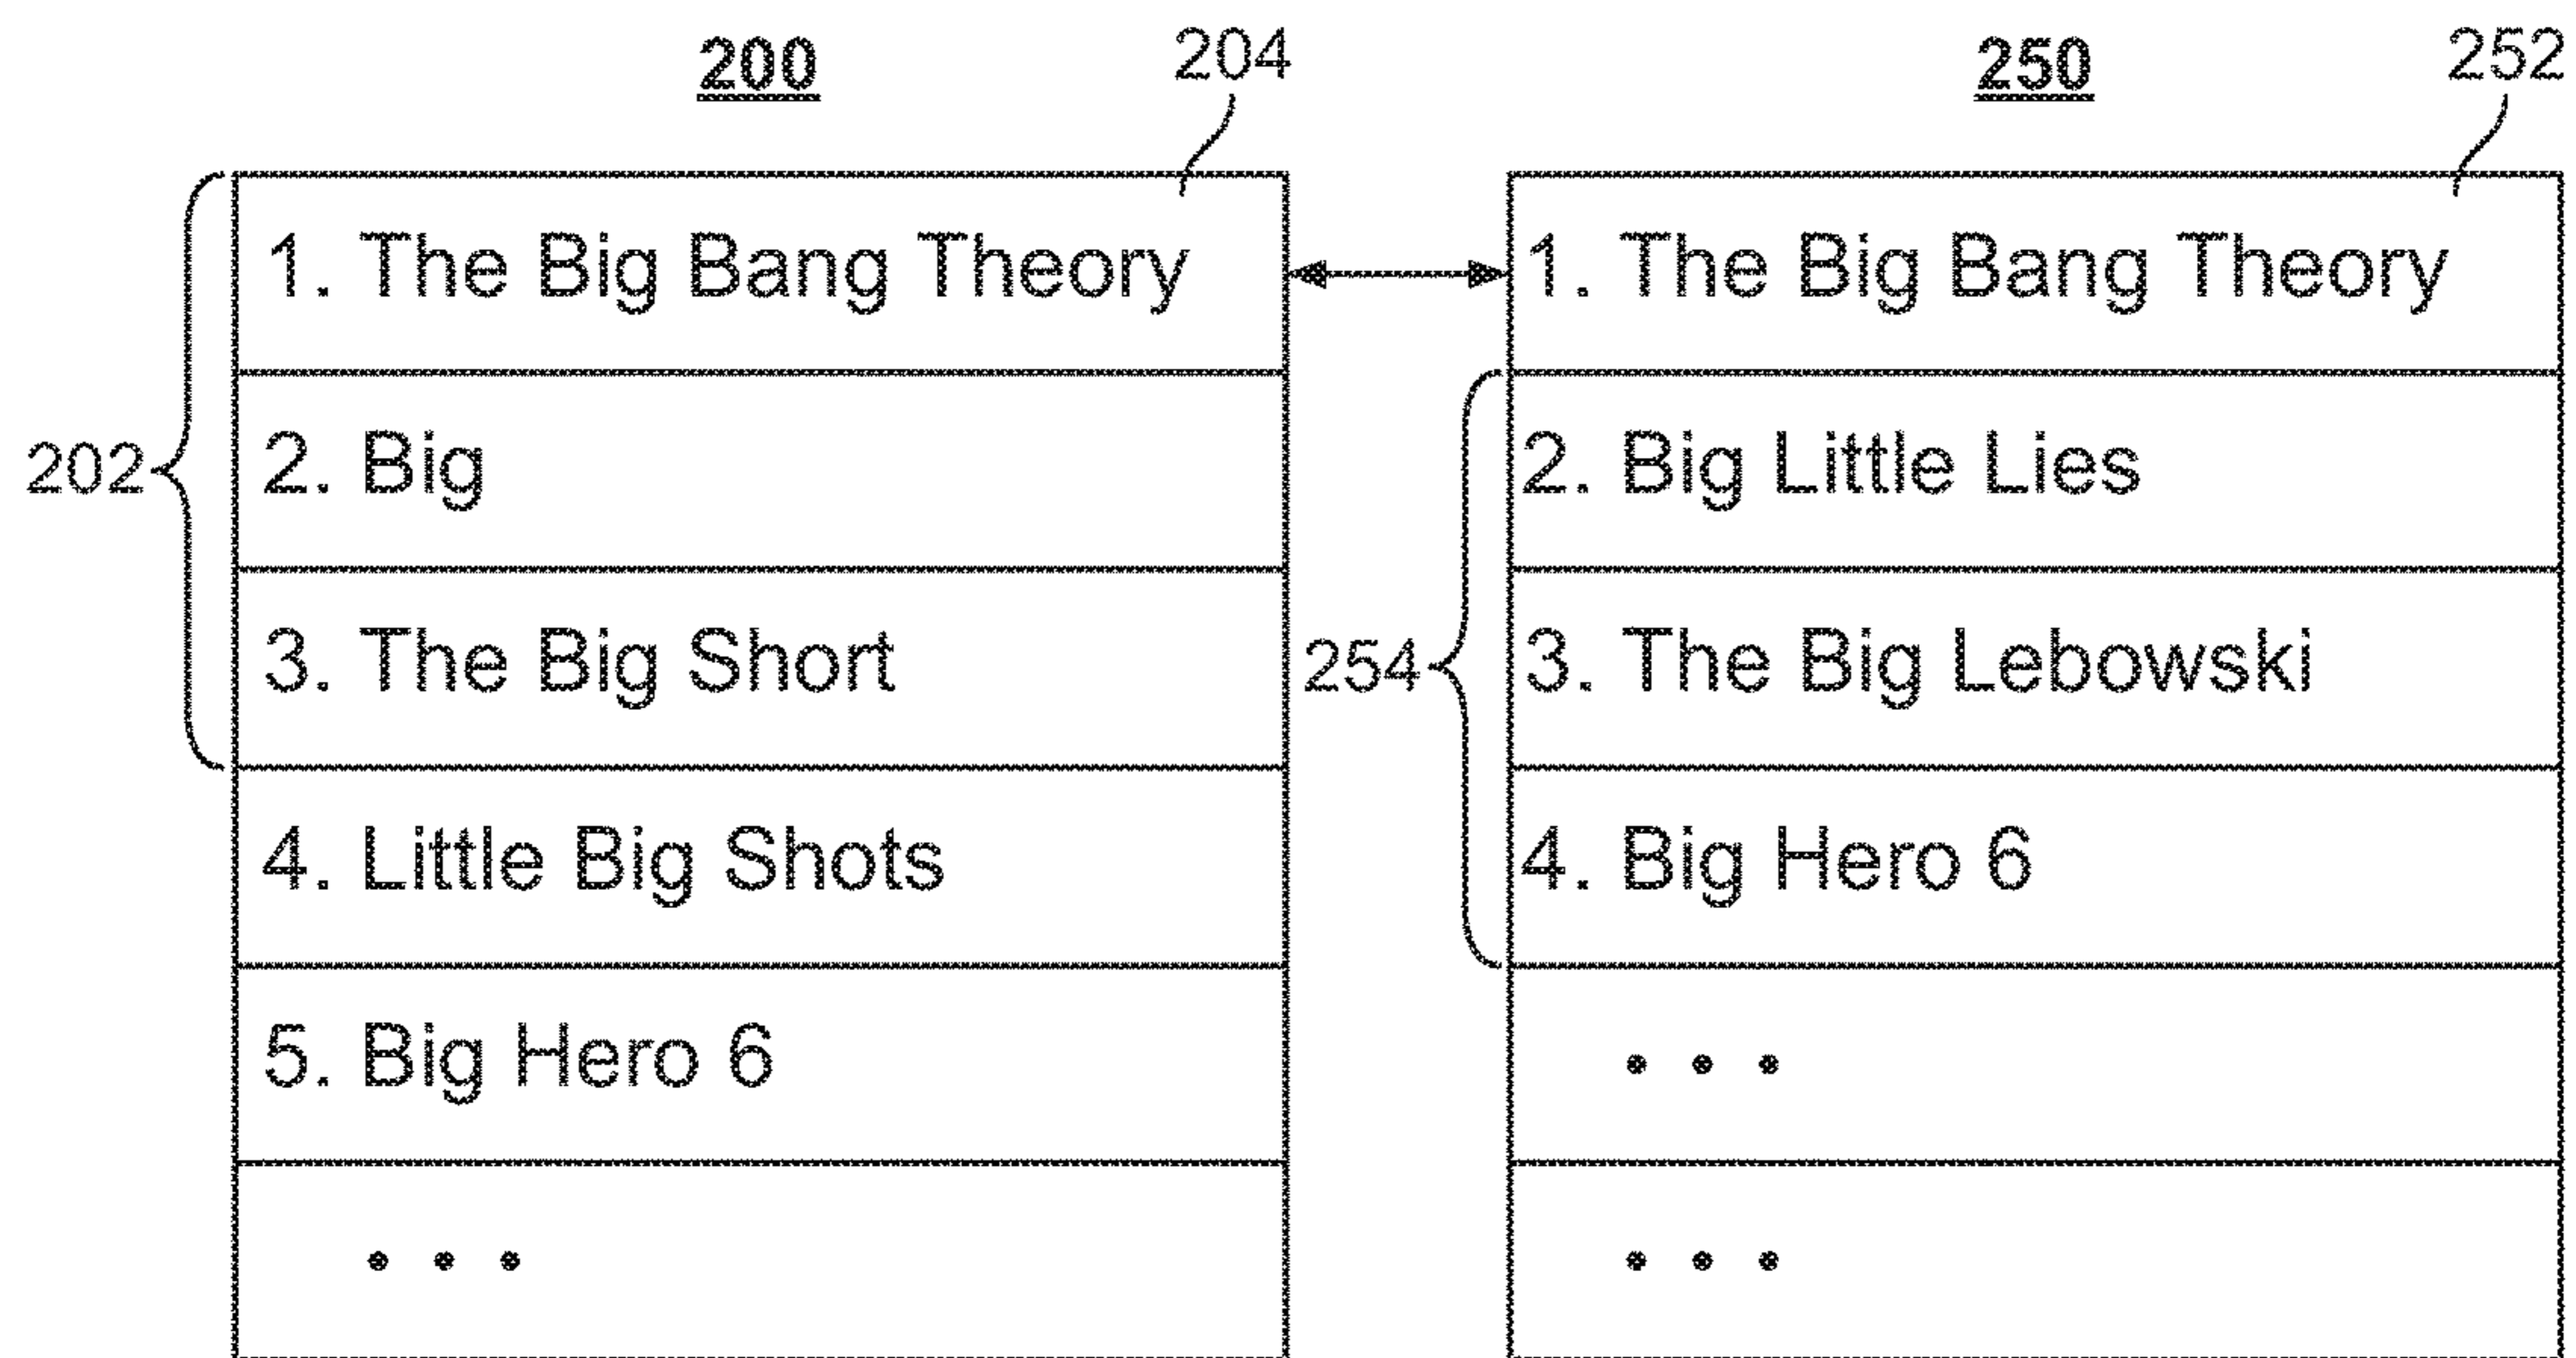 200
204
250
252
1. The Big Bang Theory
1. The Big Bang Theory
2. Big
2. Big Little Lies
202
3. The Big Short
3. The Big Lebowski
254
4. Little Big Shots
4. Big Hero 6
5. Big Hero 6
• • •
• • •
• • •